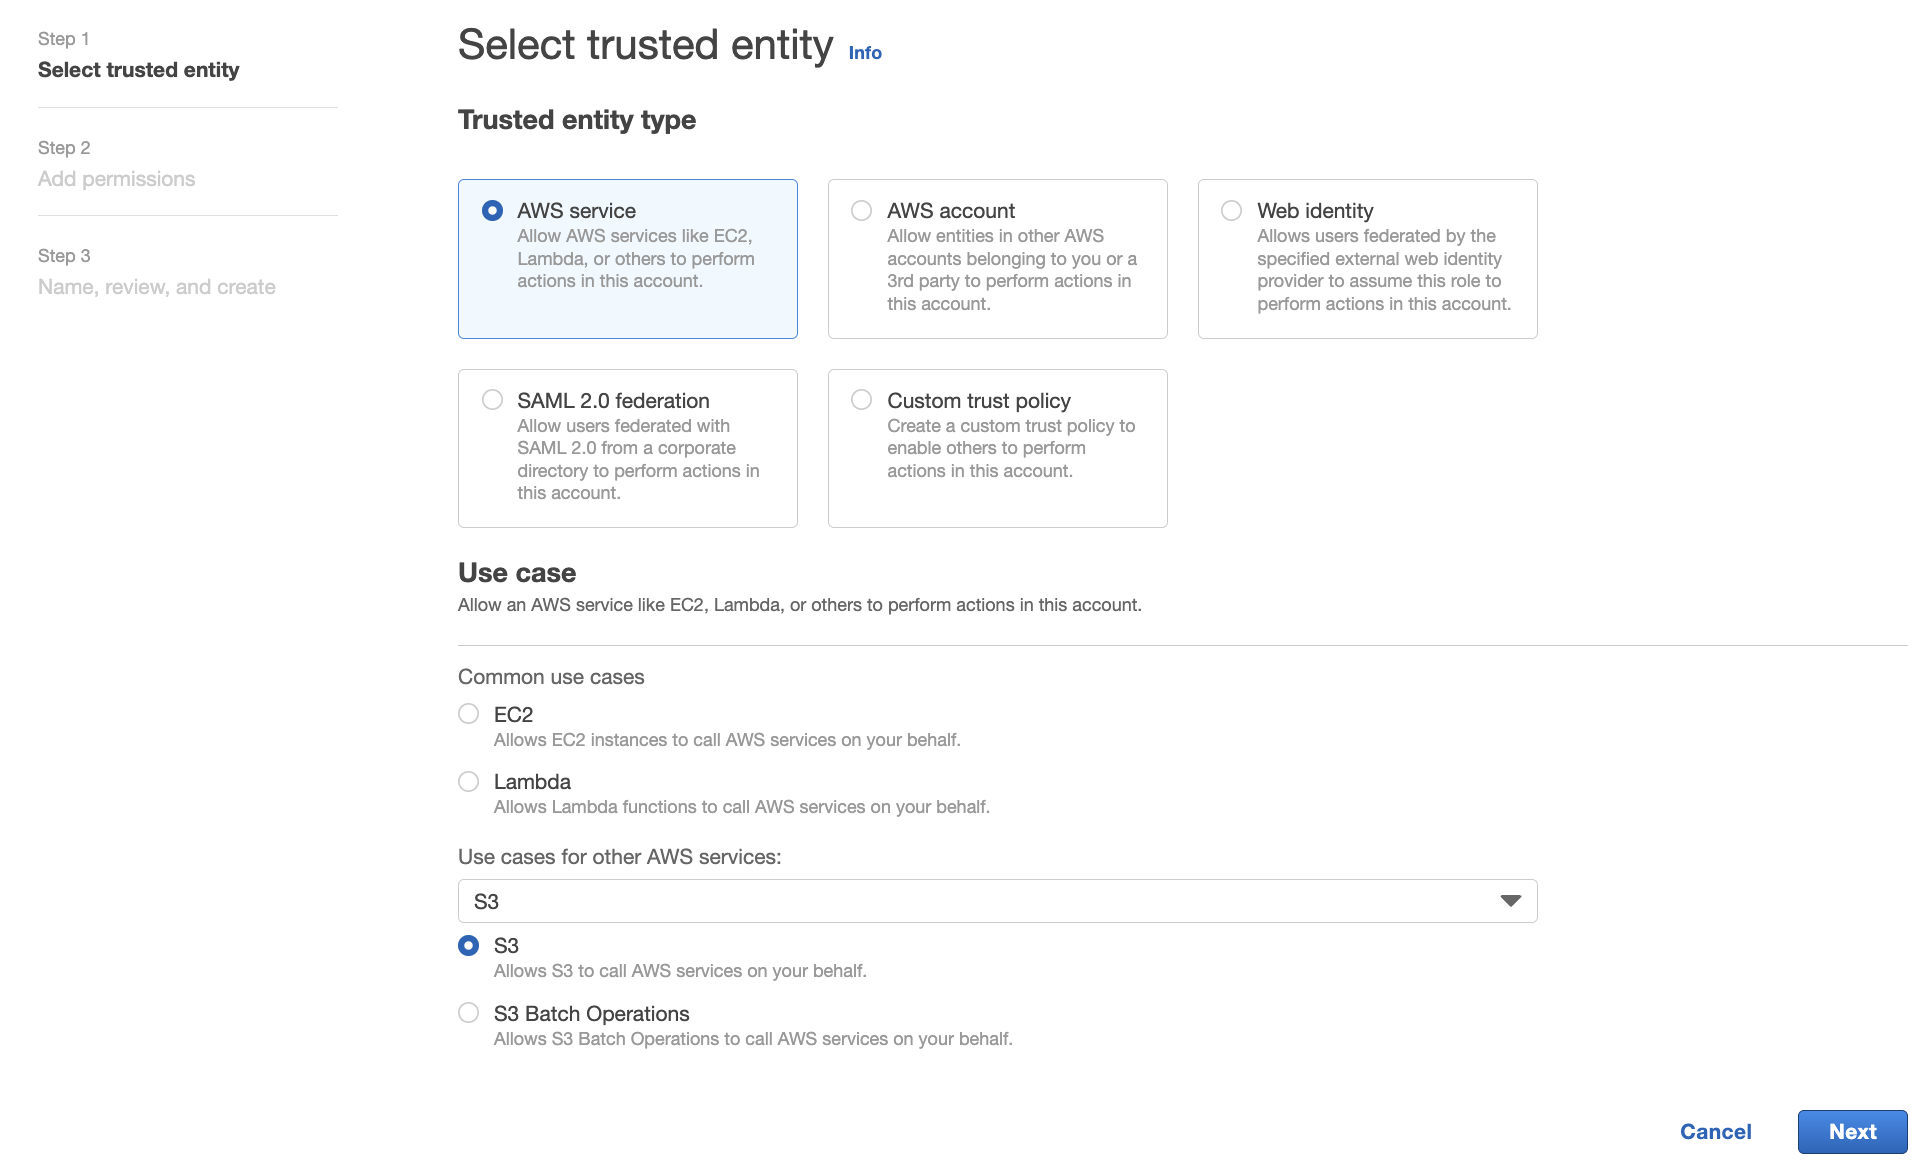 Step 1
Select trusted entity
Step 2
Add permissions
Step 3
Name, review, and create
Select trusted entity Info
Trusted entity type
AWS service
Allow AWS services like EC2,
Lambda, or others to perform
actions in this account.
AWS account
Allow entities in other AWS
accounts belonging to you or a
3rd party to perform actions in
this account.
Web identity
Allows users federated by the
specified external web identity
provider to assume this role to
perform actions in this account.
SAML 2.0 federation
Allow users federated with
SAML 2.0 from a corporate
directory to perform actions in
this account.
Custom trust policy
Create a custom trust policy to
enable others to perform
actions in this account.
Use case
Allow an AWS service like EC2, Lambda, or others to perform actions in this account.
Common use cases
EC2
Allows EC2 instances to call AWS services on your behalf.
Lambda
Allows Lambda functions to call AWS services on your behalf.
Use cases for other AWS services:
S3
S3
Allows S3 to call AWS services on your behalf.
S3 Batch Operations
Allows S3 Batch Operations to call AWS services on your behalf.
Cancel
Next